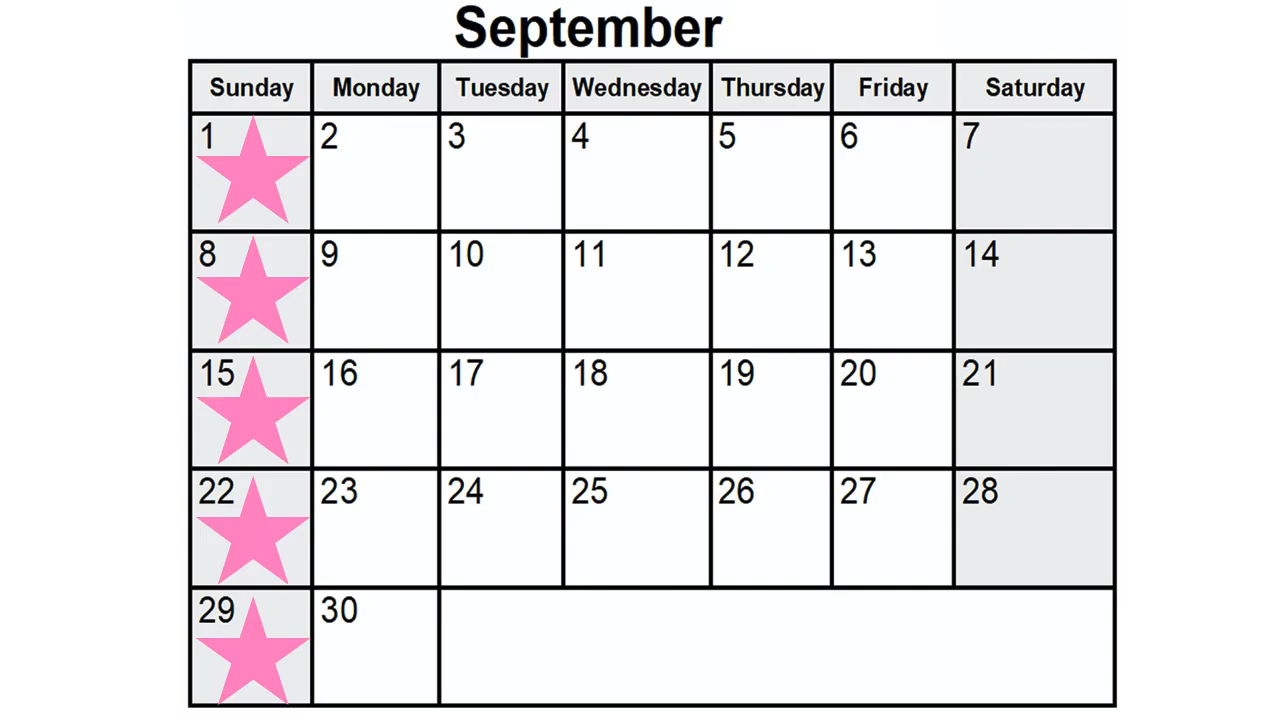 September
Sunday Monday Tuesday Wednesday Thursday Friday Saturday
1 2 3 4 5 6 7
8 9 10 11 12 13 14
15 16 17 18 19 20 21
22 23 24 25 26 27 28
29 30